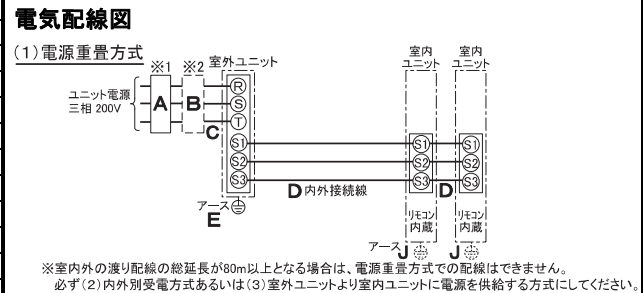 電気配線図
(1)電源重畳方式
※1
※2
室外ユニット
室内
ユニット
室内
ユニット
ユニット電源
三相 200V
A
B
C
R
S
T
S1
S2
S3
S1
S2
S3
S1
S2
S3
D 内外接続線
D
アース
E
リモコン
内蔵
リモコン
内蔵
アース J
J
※室内外の渡り配線の総延長が80m以上となる場合は、電源重畳方式での配線はできません。
必ず(2)内外別受電方式あるいは(3)室外ユニットより室内ユニットに電源を供給する方式にしてください。